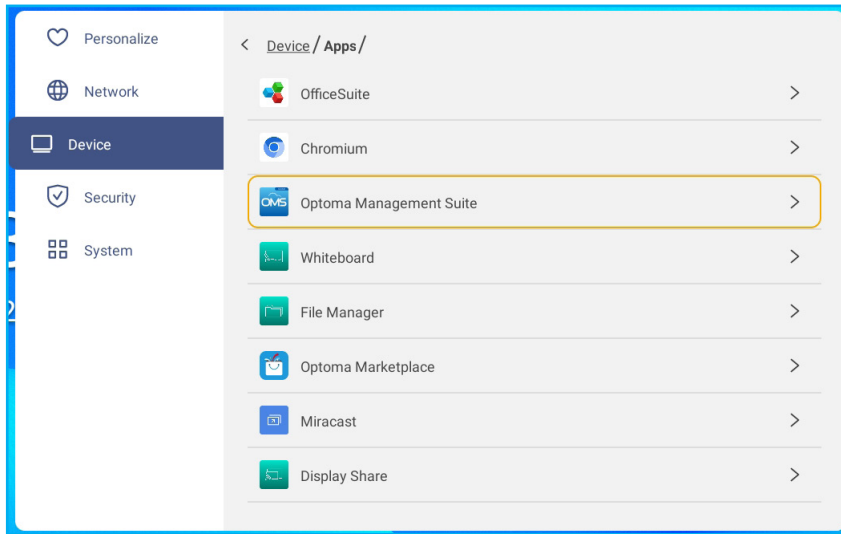 Personalize
Network
Device
Security
System
Device / Apps /
OfficeSuite
Chromium
OMS
Optoma Management Suite
Whiteboard
File Manager
Optoma Marketplace
Miracast
Display Share